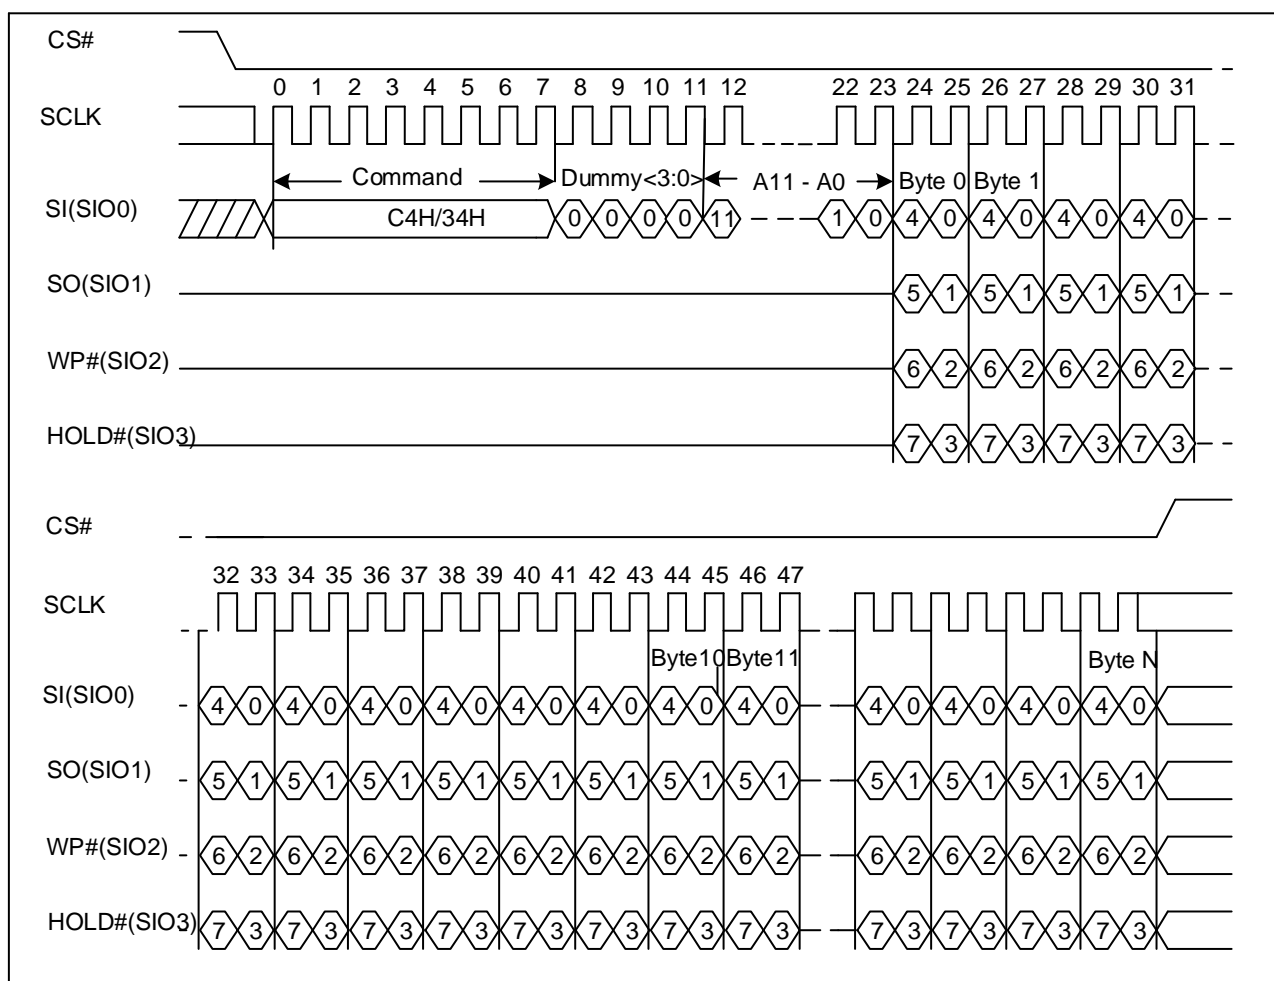 CS#
0 1 2 3 4 5 6 7 8 9 10 11 12 22 23 24 25 26 27 28 29 30 31
SCLK
Command Dummy<3:0> A11 - A0 Byte 0 Byte 1
SI(SIO0) C4H/34H 0 0 0 0 11 1 0 4 0 4 0 4 0 4 0
SO(SIO1) 5 1 5 1 5 1 5 1
WP#(SIO2) 6 2 6 2 6 2 6 2
HOLD#(SIO3) 7 3 7 3 7 3 7 3
CS#
32 33 34 35 36 37 38 39 40 41 42 43 44 45 46 47
SCLK
Byte10 Byte11 Byte N
SI(SIO0) 4 0 4 0 4 0 4 0 4 0 4 0 4 0 4 0 4 0 4 0 4 0 4 0
SO(SIO1) 5 1 5 1 5 1 5 1 5 1 5 1 5 1 5 1 5 1 5 1 5 1 5 1
WP#(SIO2) 6 2 6 2 6 2 6 2 6 2 6 2 6 2 6 2 6 2 6 2 6 2 6 2
HOLD#(SIO3) 7 3 7 3 7 3 7 3 7 3 7 3 7 3 7 3 7 3 7 3 7 3 7 3